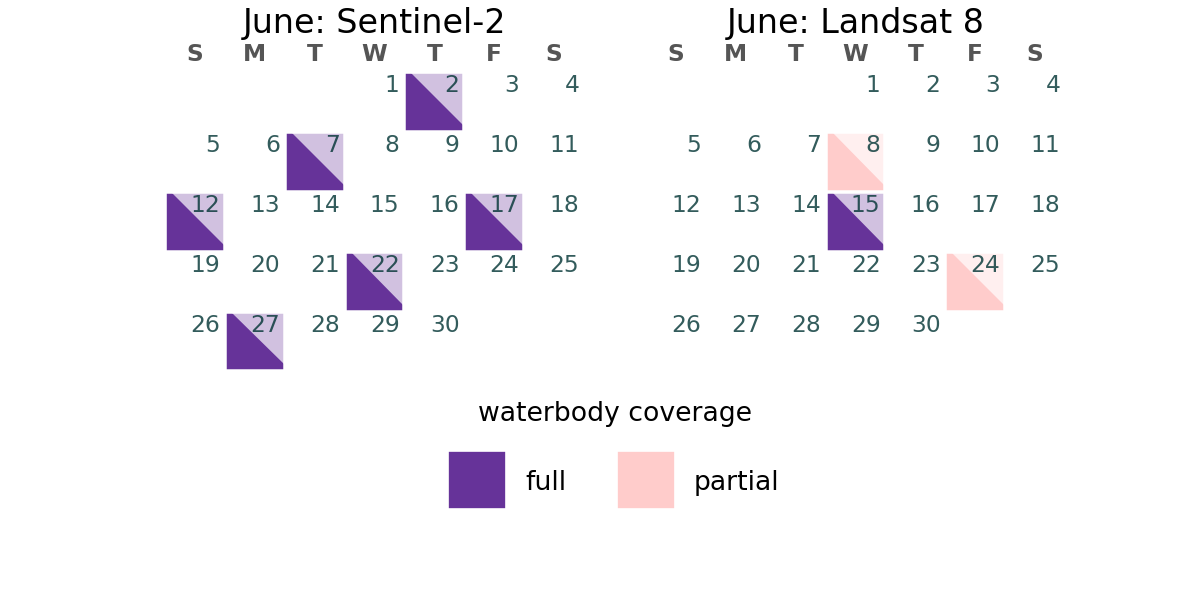 June: Sentinel-2
S M T W T F S
1 2 3 4
5 6 7 8 9 10 11
12 13 14 15 16 17 18
19 20 21 22 23 24 25
26 27 28 29 30
June: Landsat 8
S M T W T F S
1 2 3 4
5 6 7 8 9 10 11
12 13 14 15 16 17 18
19 20 21 22 23 24 25
26 27 28 29 30
waterbody coverage
full
partial